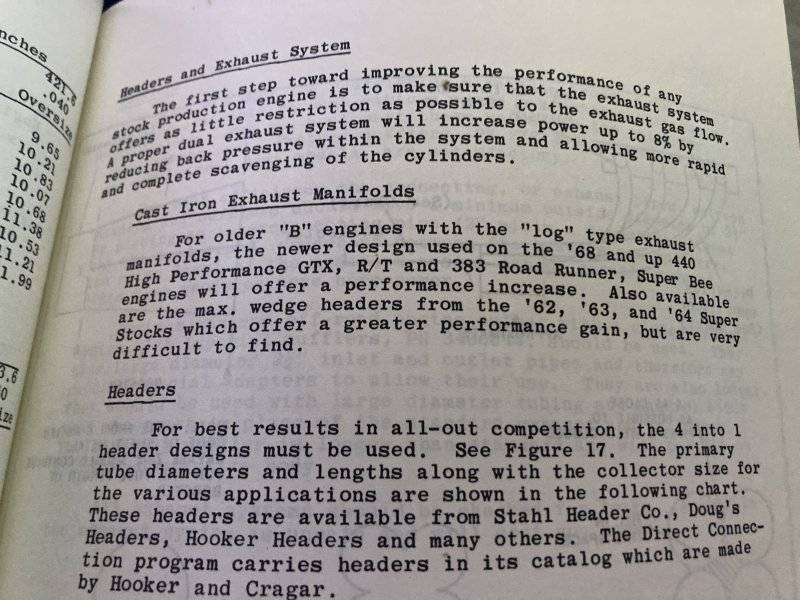 nches
421.6
.040
Oversize
9.65
10.21
10.83
10.07
10.68
11.38
10.53
11.21
1.99
3.6
0
ize
Headers and Exhaust System
The first step toward improving the performance of any
stock production engine is to make sure that the exhaust system
offers as little restriction as possible to the exhaust gas flow.
A proper dual exhaust system will increase power up to 8% by
reducing back pressure within the system and allowing more rapid
and complete scavenging of the cylinders.
Cast Iron Exhaust Manifolds
For older "B" engines with the "log" type exhaust
manifolds, the newer design used on the '68 and up 440
High Performance GTX, R/T and 383 Road Runner, Super Bee
engines will offer a performance increase. Also available
are the max. wedge headers from the '62, '63, and '64 Super
Stocks which offer a greater performance gain, but are very
difficult to find.
Headers
For best results in all-out competition, the 4 into 1
header designs must be used. See Figure 17. The primary
tube diameters and lengths along with the collector size for
the various applications are shown in the following chart.
These headers are available from Stahl Header Co., Doug's
Headers, Hooker Headers and many others. The Direct Connec-
tion program carries headers in its catalog which are made
by Hooker and Cragar.